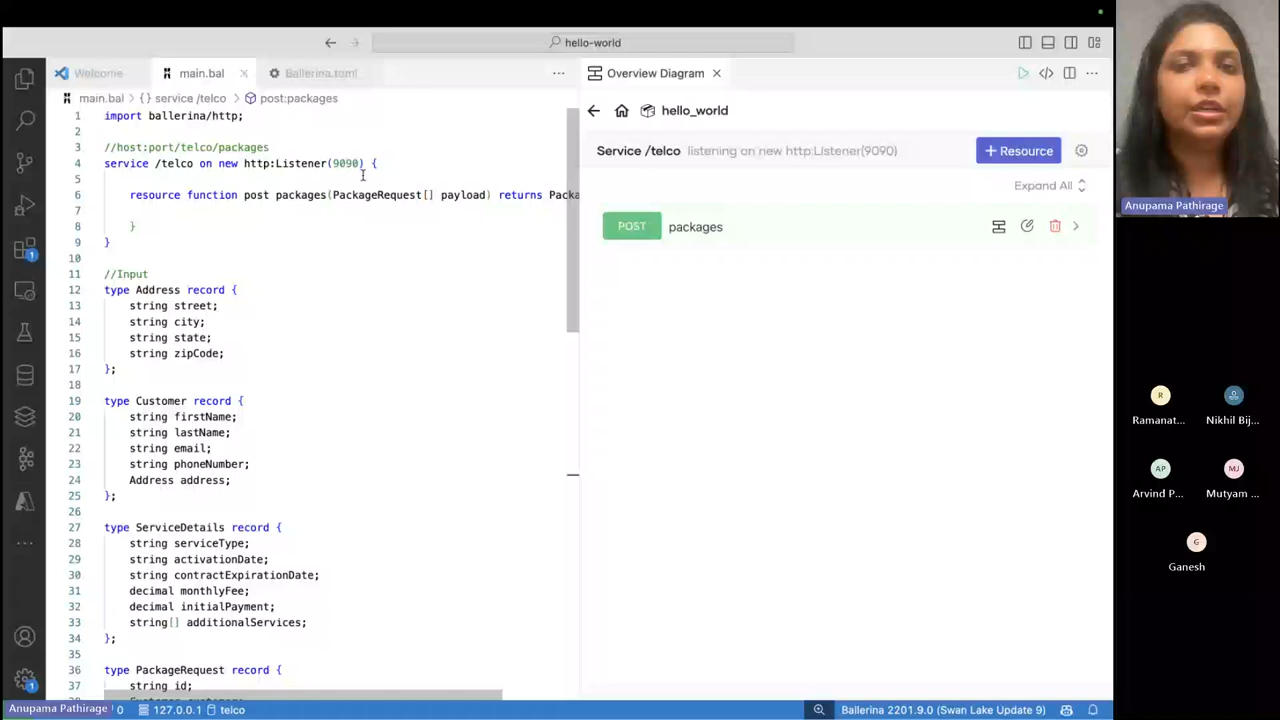 hello-world
Welcome
main.bal
Ballerina.toml
Overview Diagram
main.bal > {} service /telco > post:packages
1 import ballerina/http;
2
3 //host:port/telco/packages
4 service /telco on new http:Listener(9090) {
5
6 resource function post packages(PackageRequest[] payload) returns Packa
7
8 }
9 }
10
11 //Input
12 type Address record {
13 string street;
14 string city;
15 string state;
16 string zipCode;
17 };
18
19 type Customer record {
20 string firstName;
21 string lastName;
22 string email;
23 string phoneNumber;
24 Address address;
25 };
26
27 type ServiceDetails record {
28 string serviceType;
29 string activationDate;
30 string contractExpirationDate;
31 decimal monthlyFee;
32 decimal initialPayment;
33 string[] additionalServices;
34 };
35
36 type PackageRequest record {
37 string id;
hello_world
Service /telco listening on new http:Listener(9090)
+ Resource
Expand All
POST packages
1
1
Anupama Pathirage
0
127.0.0.1
telco
Ballerina 2201.9.0 (Swan Lake Update 9)
Anupama Pathirage
R
Ramanat...
Nikhil Bij...
AP
Arvind P...
MJ
Mutyam ...
G
Ganesh